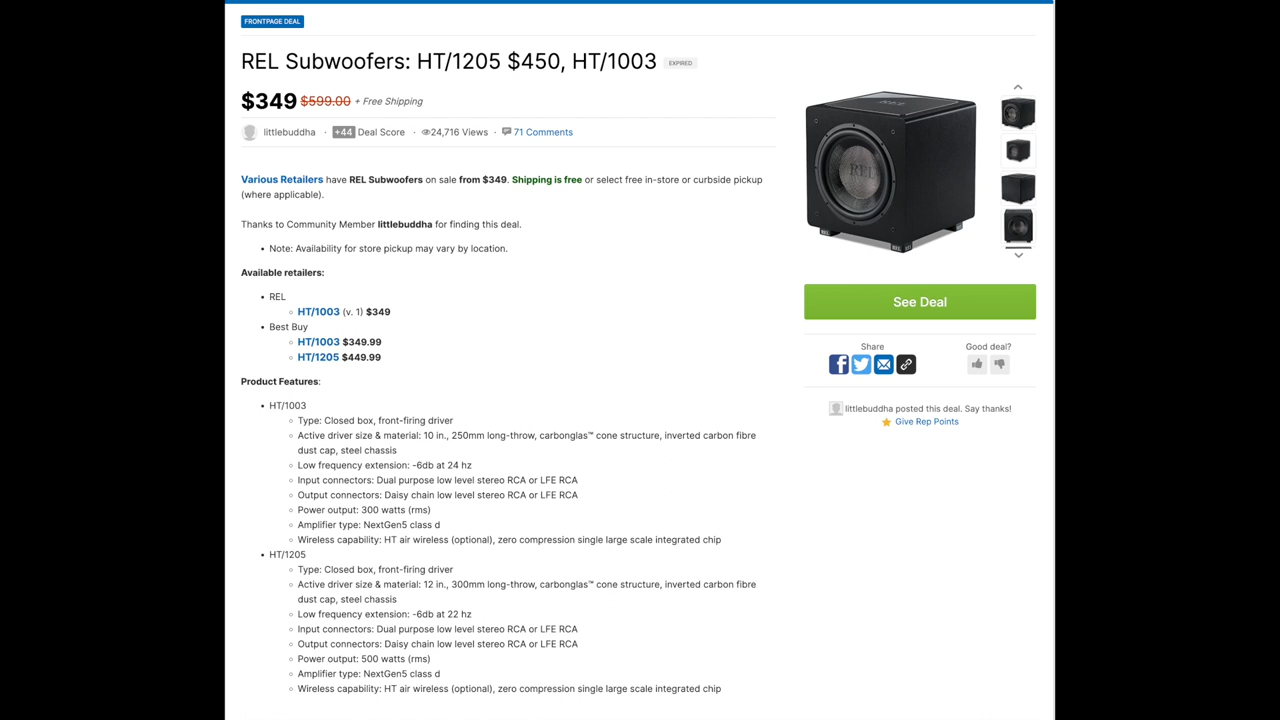 FRONTPAGE DEAL
REL Subwoofers: HT/1205 $450, HT/1003 EXPIRED
$349 $599.00 + Free Shipping
littlebuddha · +44 Deal Score · 24,716 Views · 71 Comments
Various Retailers have REL Subwoofers on sale from $349. Shipping is free or select free in-store or curbside pickup
(where applicable).
Thanks to Community Member littlebuddha for finding this deal.
• Note: Availability for store pickup may vary by location.
Available retailers:
• REL
◦ HT/1003 (v. 1) $349
• Best Buy
◦ HT/1003 $349.99
◦ HT/1205 $449.99
Product Features:
• HT/1003
◦ Type: Closed box, front-firing driver
◦ Active driver size & material: 10 in., 250mm long-throw, carbonglas™ cone structure, inverted carbon fibre
dust cap, steel chassis
◦ Low frequency extension: -6db at 24 hz
◦ Input connectors: Dual purpose low level stereo RCA or LFE RCA
◦ Output connectors: Daisy chain low level stereo RCA or LFE RCA
◦ Power output: 300 watts (rms)
◦ Amplifier type: NextGen5 class d
◦ Wireless capability: HT air wireless (optional), zero compression single large scale integrated chip
• HT/1205
◦ Type: Closed box, front-firing driver
◦ Active driver size & material: 12 in., 300mm long-throw, carbonglas™ cone structure, inverted carbon fibre
dust cap, steel chassis
◦ Low frequency extension: -6db at 22 hz
◦ Input connectors: Dual purpose low level stereo RCA or LFE RCA
◦ Output connectors: Daisy chain low level stereo RCA or LFE RCA
◦ Power output: 500 watts (rms)
◦ Amplifier type: NextGen5 class d
◦ Wireless capability: HT air wireless (optional), zero compression single large scale integrated chip
REL
REL
See Deal
Share
Good deal?
littlebuddha posted this deal. Say thanks!
Give Rep Points